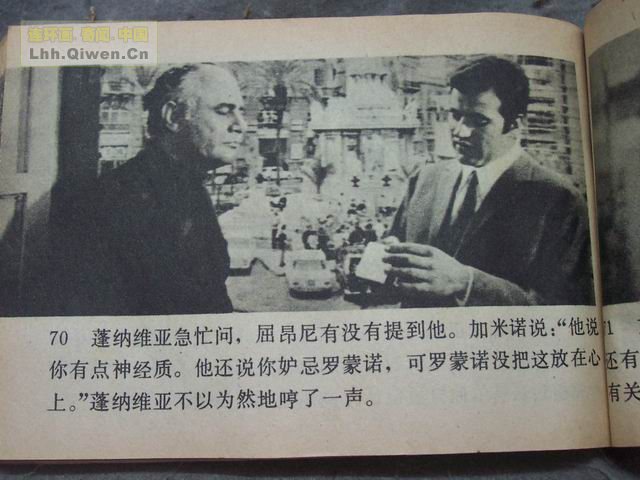 连环画.奇闻.中国
Lhh.Qiwen.Cn
70 蓬纳维亚急忙问，屈昂尼有没有提到他。加米诺说：“他说
你有点神经质。他还说你妒忌罗蒙诺，可罗蒙诺没把这放在心
上。”蓬纳维亚不以为然地哼了一声。
71
还有
有关